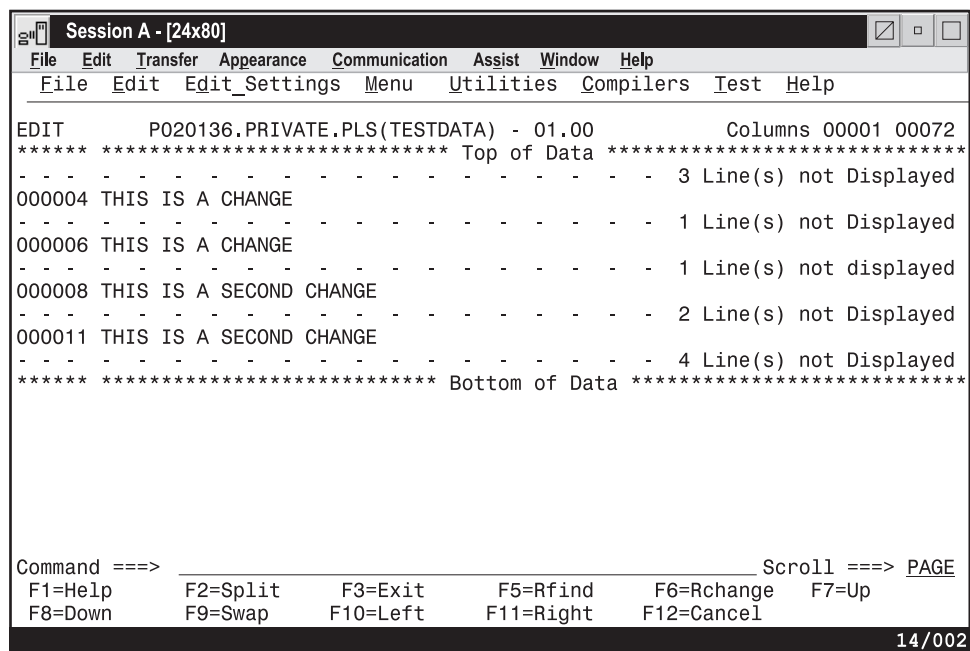 Session A - [24x80]
File Edit Transfer Appearance Communication Assist Window Help
File Edit Edit_Settings Menu Utilities Compilers Test Help
EDIT PO20136.PRIVATE.PLS(TESTDATA) - 01.00 Columns 00001 00072
****** ***************************** Top of Data ******************************
- - - - - - - - - - - - - - - - - - - - - 3 Line(s) not Displayed
000004 THIS IS A CHANGE
- - - - - - - - - - - - - - - - - - - - - 1 Line(s) not Displayed
000006 THIS IS A CHANGE
- - - - - - - - - - - - - - - - - - - - - 1 Line(s) not displayed
000008 THIS IS A SECOND CHANGE
- - - - - - - - - - - - - - - - - - - - - 2 Line(s) not Displayed
000011 THIS IS A SECOND CHANGE
- - - - - - - - - - - - - - - - - - - - - 4 Line(s) not Displayed
****** **************************** Bottom of Data ****************************
Command ===> Scroll ===> PAGE
F1=Help F2=Split F3=Exit F5=Rfind F6=Rchange F7=Up
F8=Down F9=Swap F10=Left F11=Right F12=Cancel
14/002